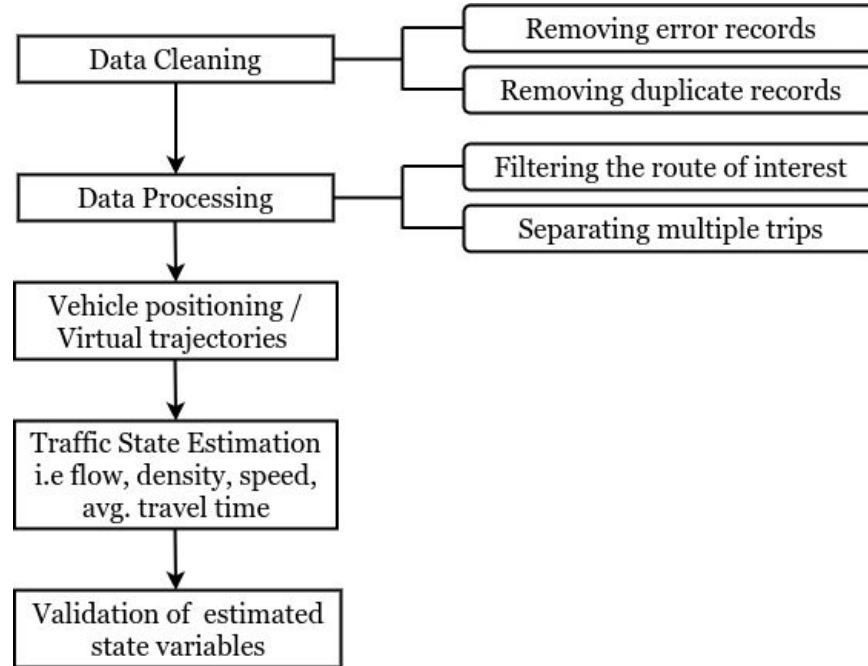 Removing error records
Data Cleaning
Removing duplicate records
Filtering the route of interest
Data Processing
Separating multiple trips
Vehicle positioning /
Virtual trajectories
Traffic State Estimation
i.e flow, density, speed,
avg. travel time
Validation of estimated
state variables